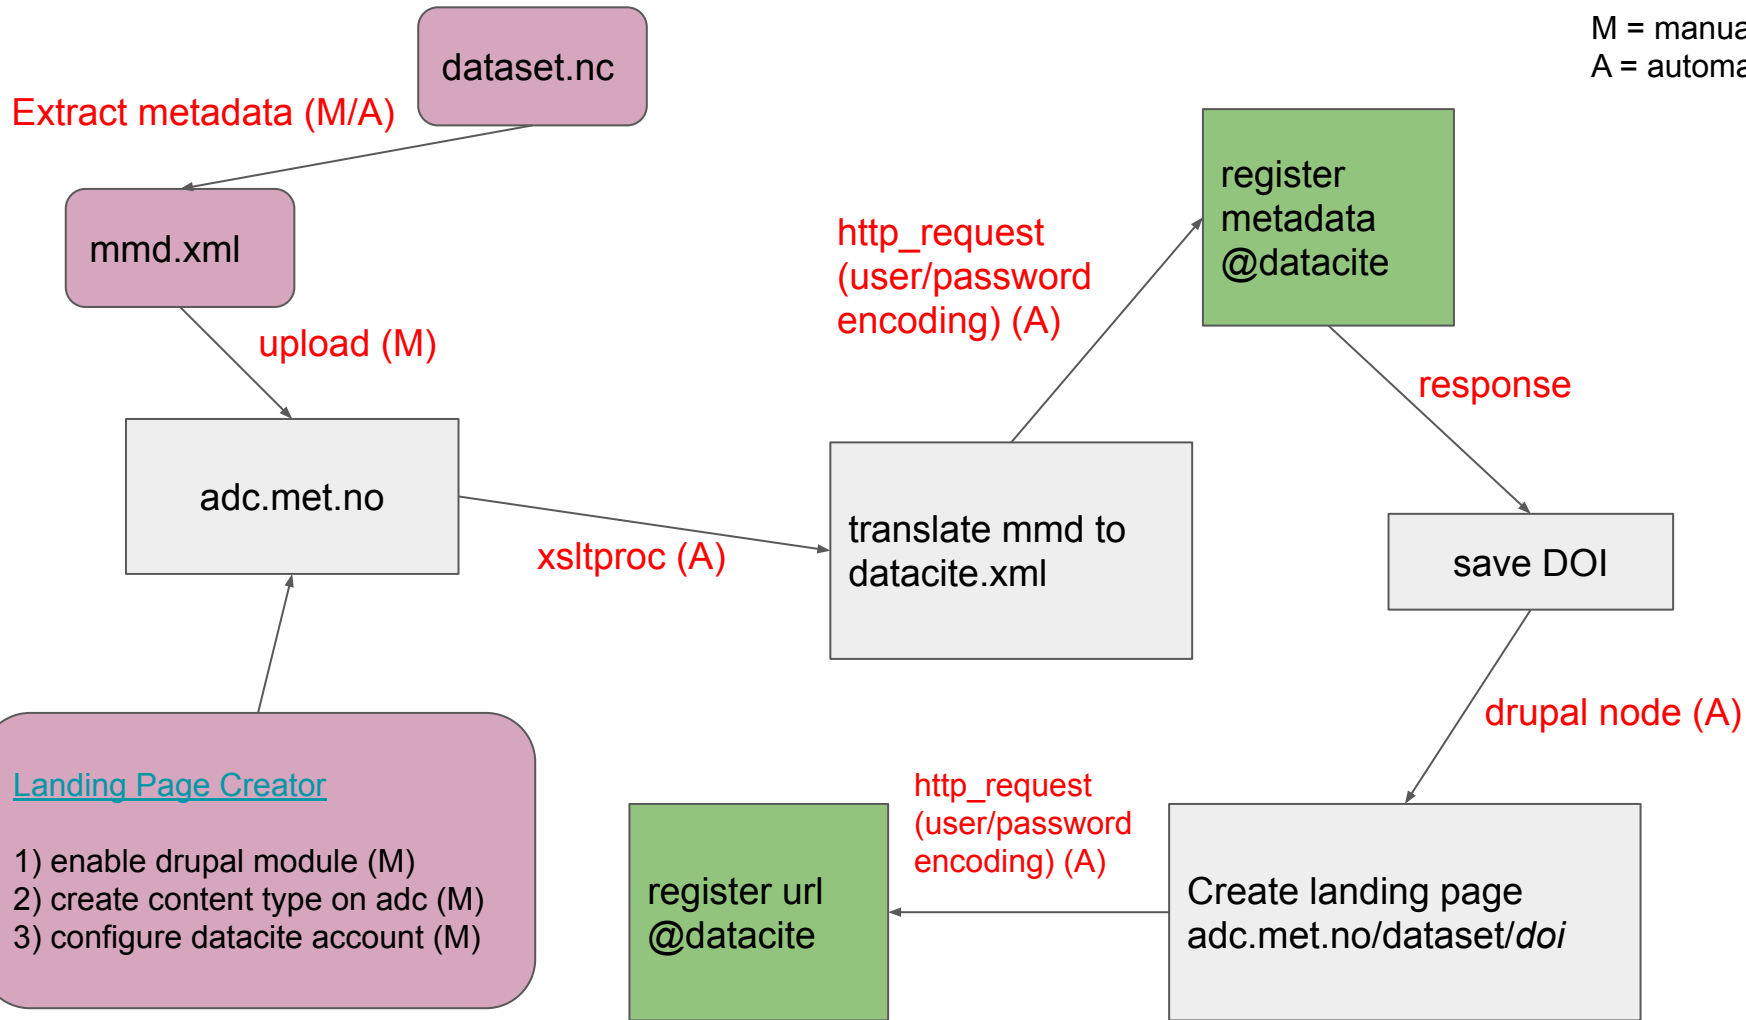 M = manua
A = automa
dataset.nc
Extract metadata (M/A)
mmd.xml
upload (M)
adc.met.no
xsltproc (A)
translate mmd to
datacite.xml
http_request
(user/password
encoding) (A)
register
metadata
@datacite
response
save DOI
drupal node (A)
Create landing page
adc.met.no/dataset/doi
http_request
(user/password
encoding) (A)
register url
@datacite
Landing Page Creator
1) enable drupal module (M)
2) create content type on adc (M)
3) configure datacite account (M)